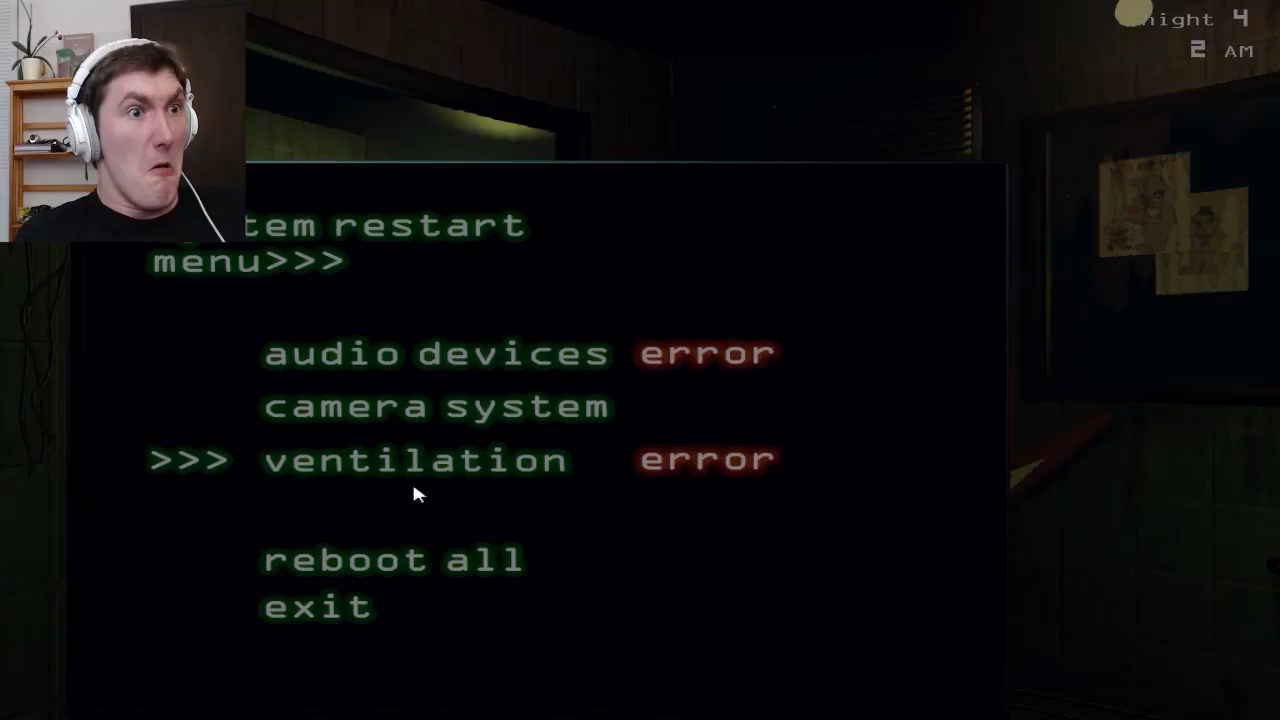 night 4
2 AM
tem restart
menu>>>
audio devices error
camera system
>>> ventilation error
reboot all
exit